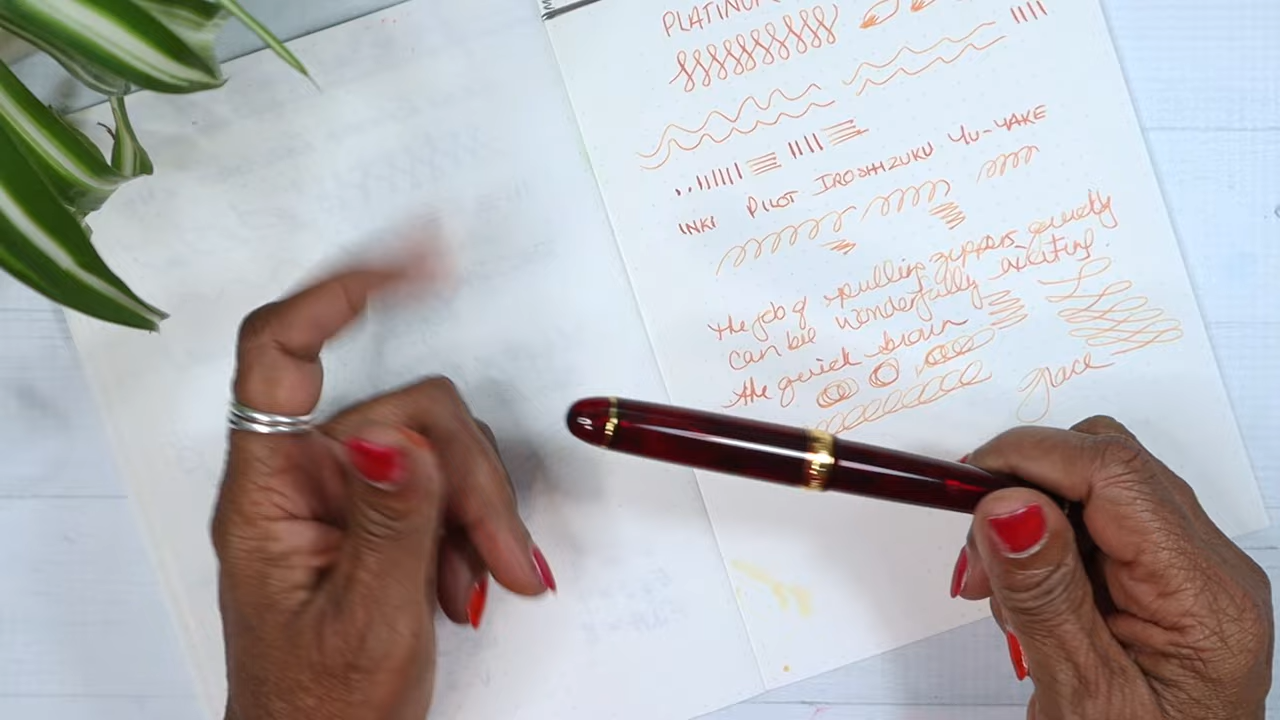 PLATINUM
INK: PILOT IROSHIZUKU YU-YAKE
the job of pulling zippers quietly
can be wonderfully exciting.
the quick brown
grace